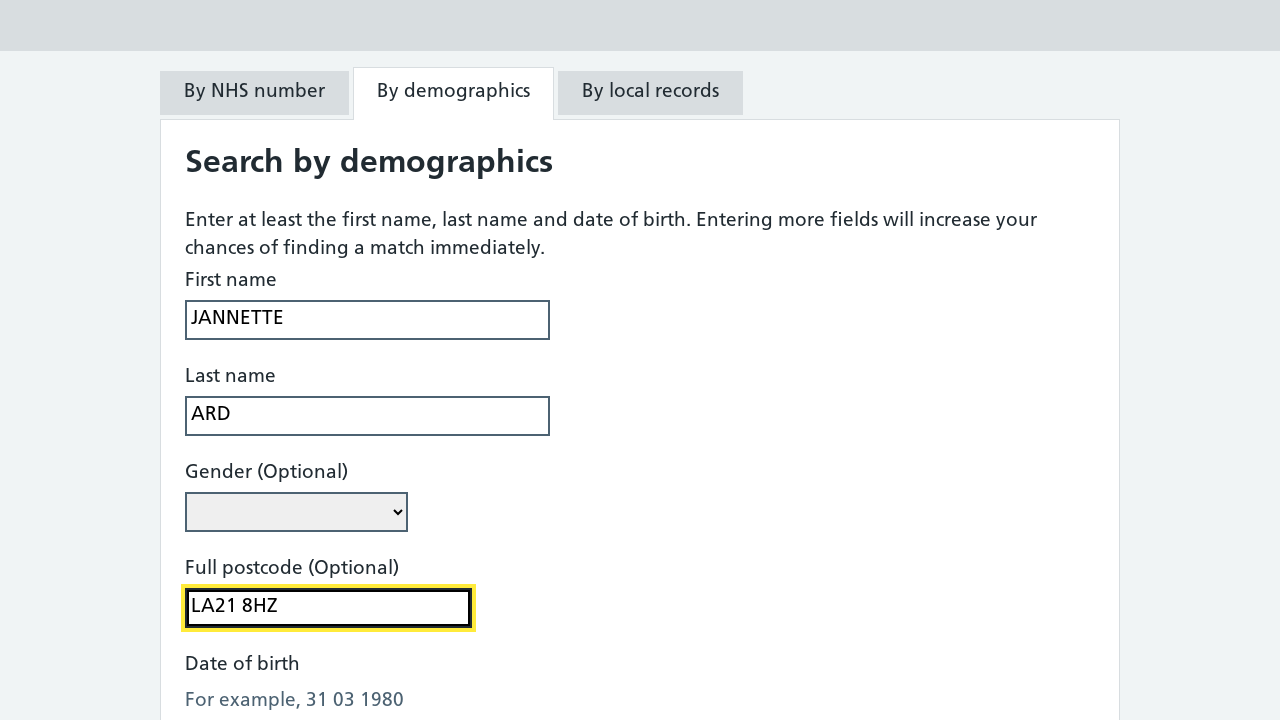 By NHS number
By demographics
By local records
Search by demographics
Enter at least the first name, last name and date of birth. Entering more fields will increase your
chances of finding a match immediately.
First name
JANNETTE
Last name
ARD
Gender (Optional)
Full postcode (Optional)
LA21 8HZ
Date of birth
For example, 31 03 1980